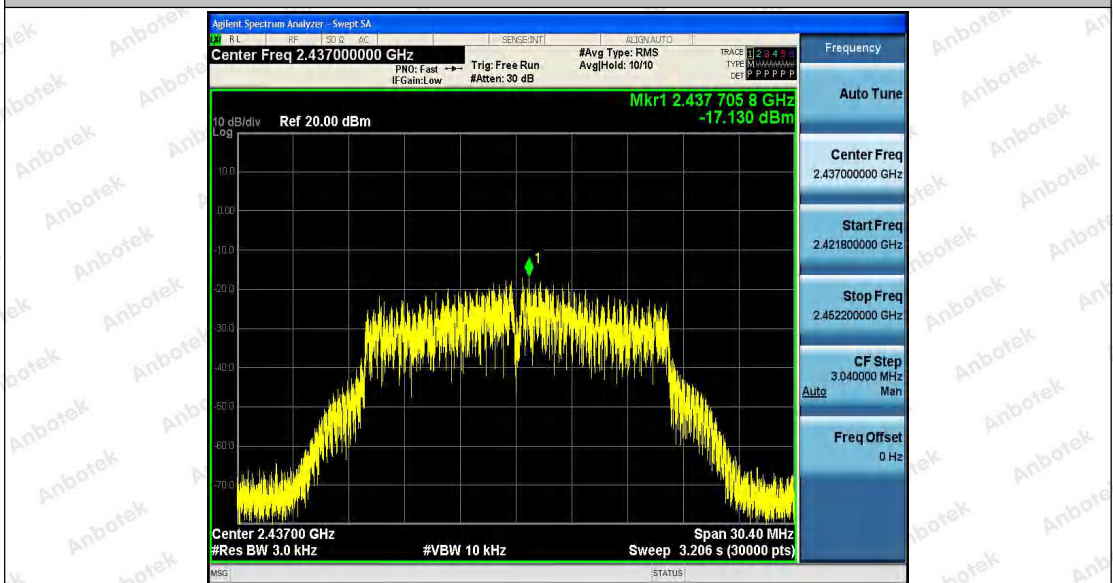 Agilent Spectrum Analyzer - Swept SA
RL RF 50 Ω AC SENSE:INT ALIGNAUTO
Center Freq 2.437000000 GHz
PNO: Fast
IFGain:Low
Trig: Free Run
#Atten: 30 dB
#Avg Type: RMS
Avg|Hold: 10/10
TRACE 1 2 3 4 5 6
TYPE M
DET P P P P P P
Mkr1 2.437 705 8 GHz
-17.130 dBm
10 dB/div
Log
Ref 20.00 dBm
10.0
0.00
-10.0
1
-20.0
-30.0
-40.0
-50.0
-60.0
-70.0
Center 2.43700 GHz
Span 30.40 MHz
#Res BW 3.0 kHz
#VBW 10 kHz
Sweep 3.206 s (30000 pts)
MSG
STATUS
Frequency
Auto Tune
Center Freq
2.437000000 GHz
Start Freq
2.421800000 GHz
Stop Freq
2.452200000 GHz
CF Step
3.040000 MHz
Auto Man
Freq Offset
0 Hz
Anbotek